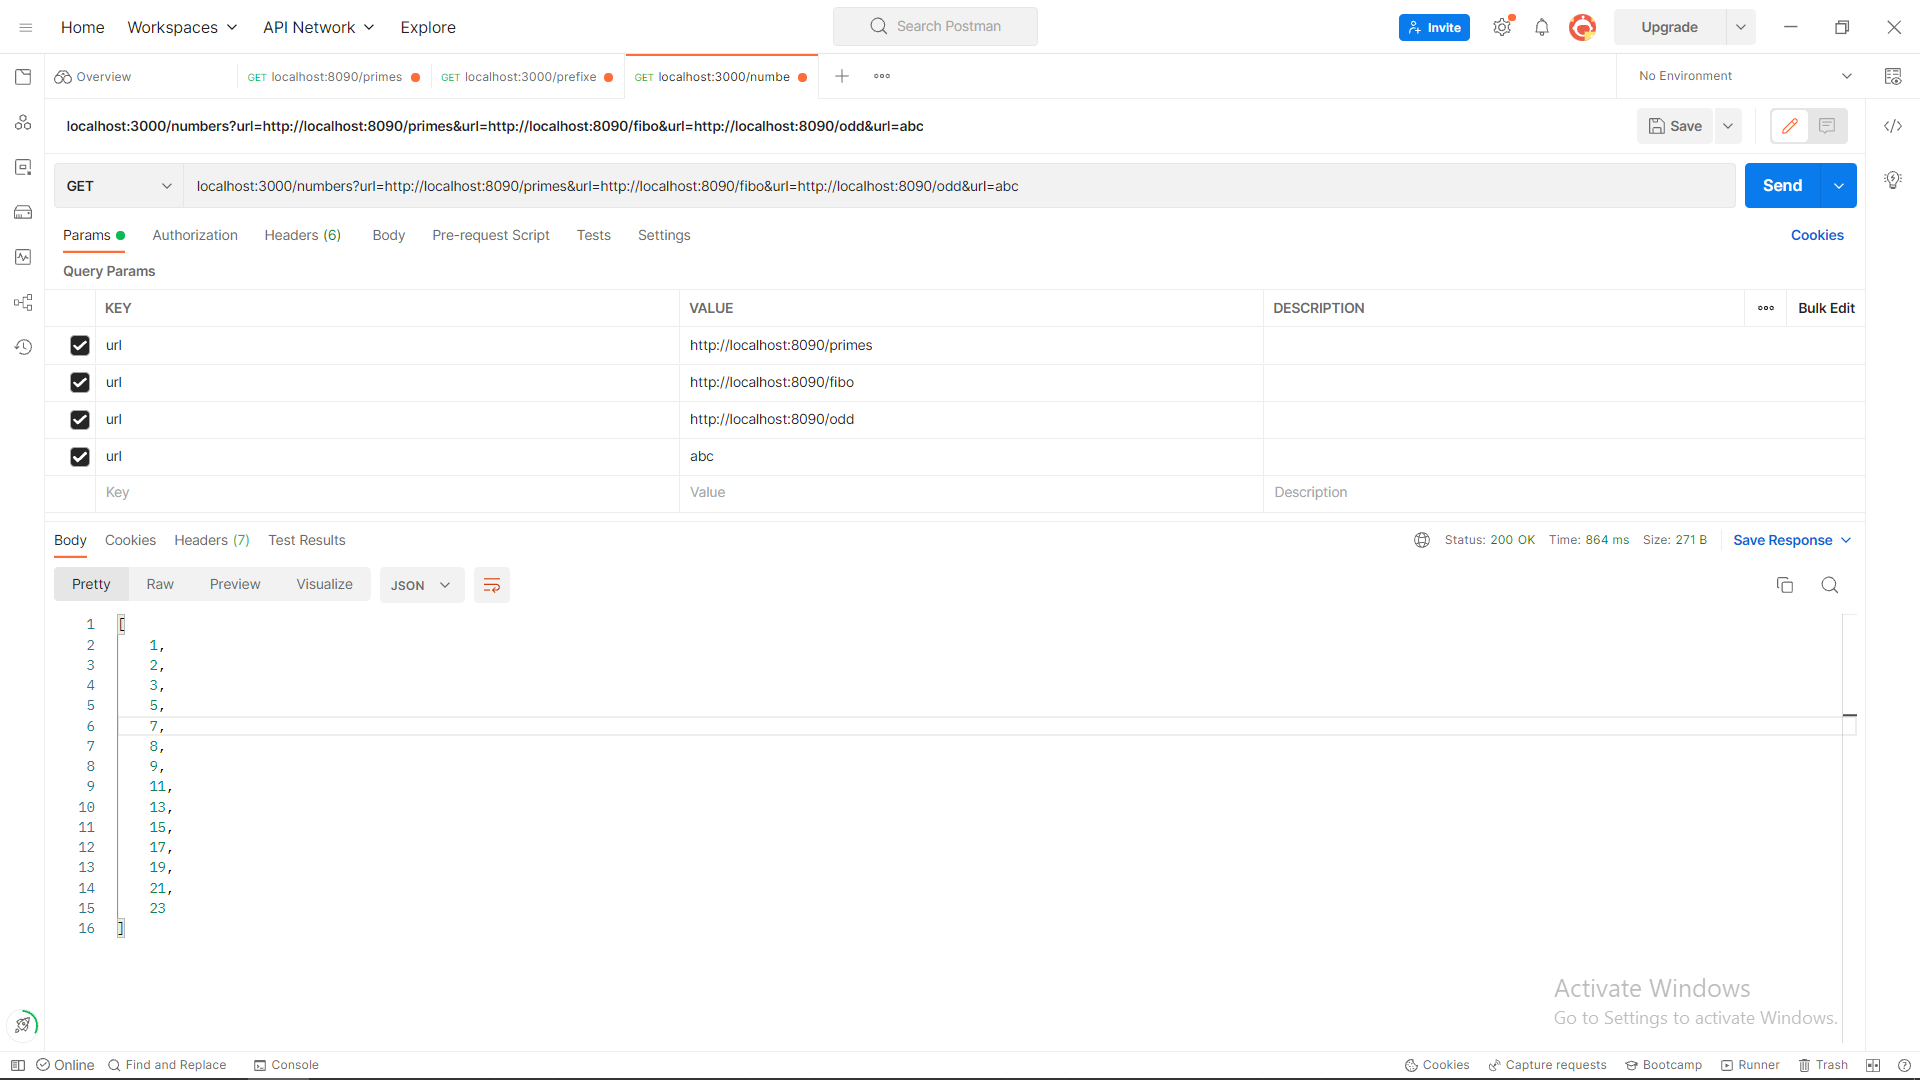 Home Workspaces API Network Explore Search Postman Invite Upgrade
Overview GET localhost:8090/primes GET localhost:3000/prefixe GET localhost:3000/numbe No Environment
localhost:3000/numbers?url=http://localhost:8090/primes&url=http://localhost:8090/fibo&url=http://localhost:8090/odd&url=abc Save
GET localhost:3000/numbers?url=http://localhost:8090/primes&url=http://localhost:8090/fibo&url=http://localhost:8090/odd&url=abc Send
Params Authorization Headers (6) Body Pre-request Script Tests Settings Cookies
Query Params
KEY VALUE DESCRIPTION Bulk Edit
url http://localhost:8090/primes
url http://localhost:8090/fibo
url http://localhost:8090/odd
url abc
Key Value Description
Body Cookies Headers (7) Test Results Status: 200 OK Time: 864 ms Size: 271 B Save Response
Pretty Raw Preview Visualize JSON
1 [
2 1,
3 2,
4 3,
5 5,
6 7,
7 8,
8 9,
9 11,
10 13,
11 15,
12 17,
13 19,
14 21,
15 23
16 ]
Activate Windows
Go to Settings to activate Windows.
Online Find and Replace Console Cookies Capture requests Bootcamp Runner Trash